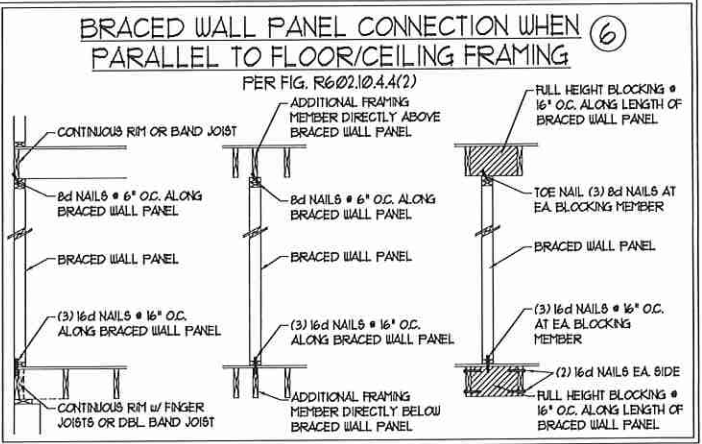 BRACED WALL PANEL CONNECTION WHEN
PARALLEL TO FLOOR/CEILING FRAMING
6
PER FIG. R602.10.4.4(2)
CONTINUOUS RIM OR BAND JOIST
8d NAILS @ 6" O.C. ALONG
BRACED WALL PANEL
BRACED WALL PANEL
(3) 16d NAILS @ 16" O.C.
ALONG BRACED WALL PANEL
CONTINUOUS RIM w/ FINGER
JOISTS OR DBL BAND JOIST
ADDITIONAL FRAMING
MEMBER DIRECTLY ABOVE
BRACED WALL PANEL
8d NAILS @ 6" O.C. ALONG
BRACED WALL PANEL
BRACED WALL PANEL
(3) 16d NAILS @ 16" O.C.
ALONG BRACED WALL PANEL
ADDITIONAL FRAMING
MEMBER DIRECTLY BELOW
BRACED WALL PANEL
FULL HEIGHT BLOCKING @
16" O.C. ALONG LENGTH OF
BRACED WALL PANEL
TOE NAIL (3) 8d NAILS AT
EA. BLOCKING MEMBER
BRACED WALL PANEL
(3) 16d NAILS @ 16" O.C.
AT EA. BLOCKING
MEMBER
(2) 16d NAILS EA. SIDE
FULL HEIGHT BLOCKING @
16" O.C. ALONG LENGTH OF
BRACED WALL PANEL